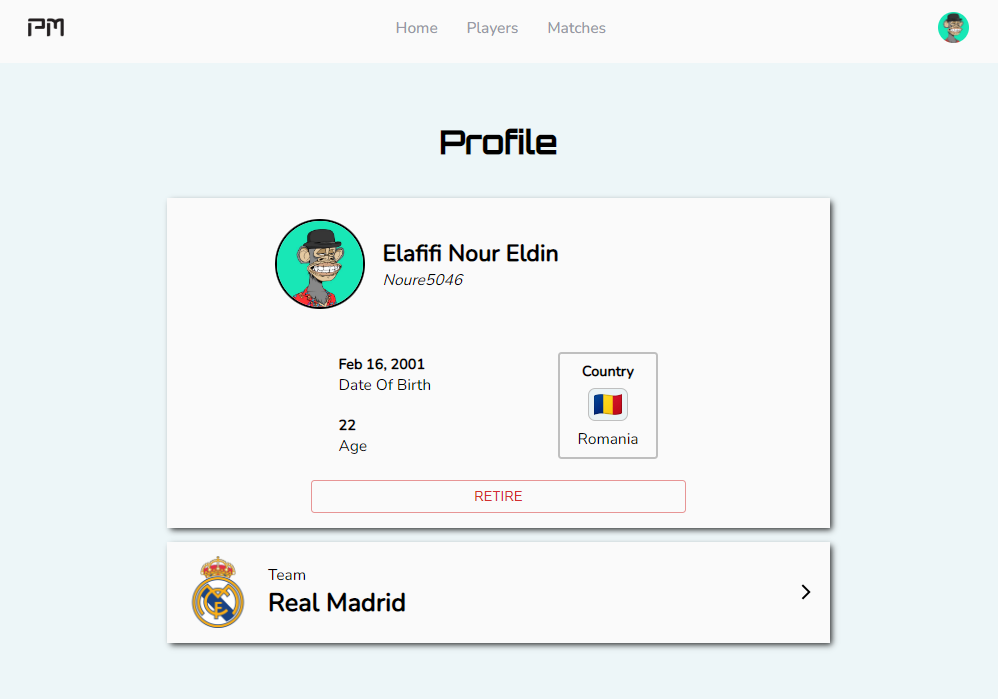 PM
Home
Players
Matches
Profile
Elafifi Nour Eldin
Noure5046
Feb 16, 2001
Date Of Birth
22
Age
Country
Romania
RETIRE
Team
Real Madrid